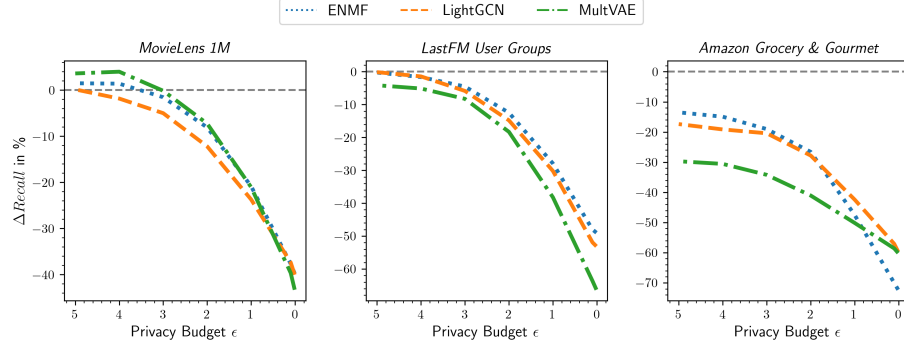 ENMF LightGCN MultVAE
MovieLens 1M
LastFM User Groups
Amazon Grocery & Gourmet
ΔRecall in %
0
−10
−20
−30
−40
5 4 3 2 1 0
Privacy Budget ϵ
0
−10
−20
−30
−40
−50
−60
5 4 3 2 1 0
Privacy Budget ϵ
0
−10
−20
−30
−40
−50
−60
−70
5 4 3 2 1 0
Privacy Budget ϵ